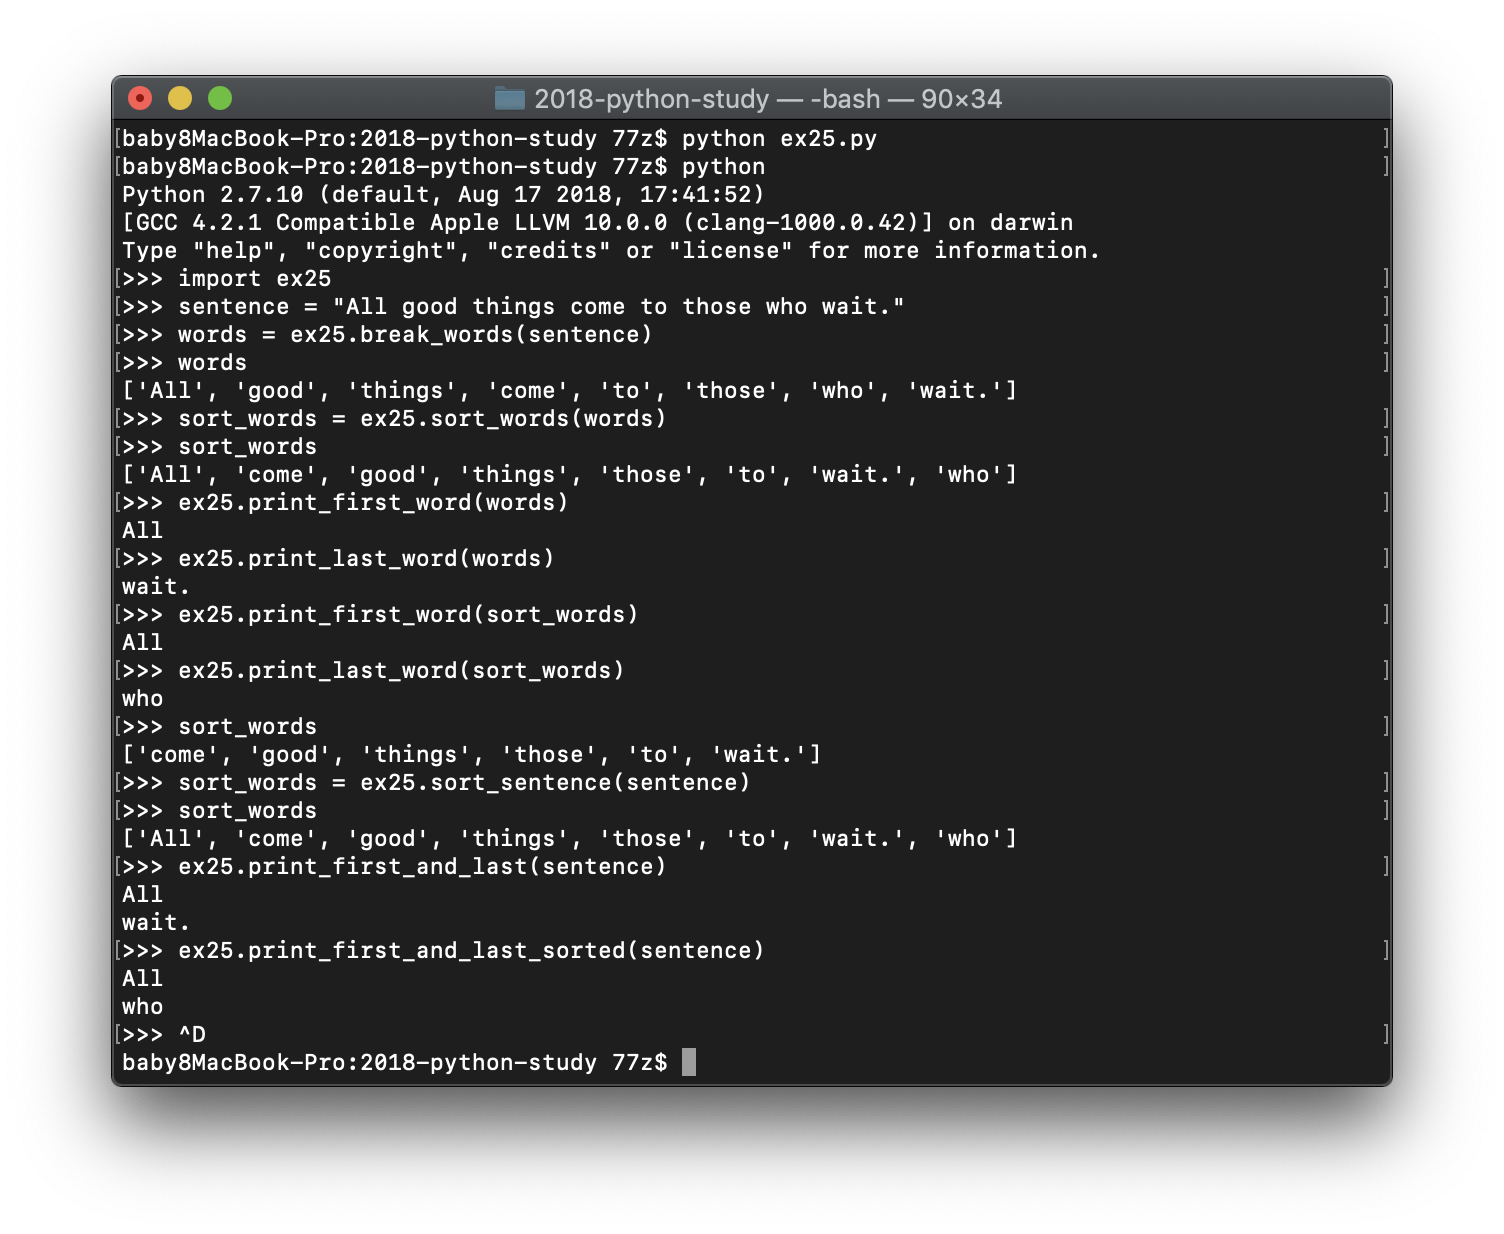 2018-python-study — -bash — 90×34
[baby8MacBook-Pro:2018-python-study 77z$ python ex25.py ]
[baby8MacBook-Pro:2018-python-study 77z$ python ]
Python 2.7.10 (default, Aug 17 2018, 17:41:52)
[GCC 4.2.1 Compatible Apple LLVM 10.0.0 (clang-1000.0.42)] on darwin
Type "help", "copyright", "credits" or "license" for more information.
[>>> import ex25 ]
[>>> sentence = "All good things come to those who wait." ]
[>>> words = ex25.break_words(sentence) ]
[>>> words ]
['All', 'good', 'things', 'come', 'to', 'those', 'who', 'wait.']
[>>> sort_words = ex25.sort_words(words) ]
[>>> sort_words ]
['All', 'come', 'good', 'things', 'those', 'to', 'wait.', 'who']
[>>> ex25.print_first_word(words) ]
All
[>>> ex25.print_last_word(words) ]
wait.
[>>> ex25.print_first_word(sort_words) ]
All
[>>> ex25.print_last_word(sort_words) ]
who
[>>> sort_words ]
['come', 'good', 'things', 'those', 'to', 'wait.']
[>>> sort_words = ex25.sort_sentence(sentence) ]
[>>> sort_words ]
['All', 'come', 'good', 'things', 'those', 'to', 'wait.', 'who']
[>>> ex25.print_first_and_last(sentence) ]
All
wait.
[>>> ex25.print_first_and_last_sorted(sentence) ]
All
who
[>>> ^D ]
baby8MacBook-Pro:2018-python-study 77z$